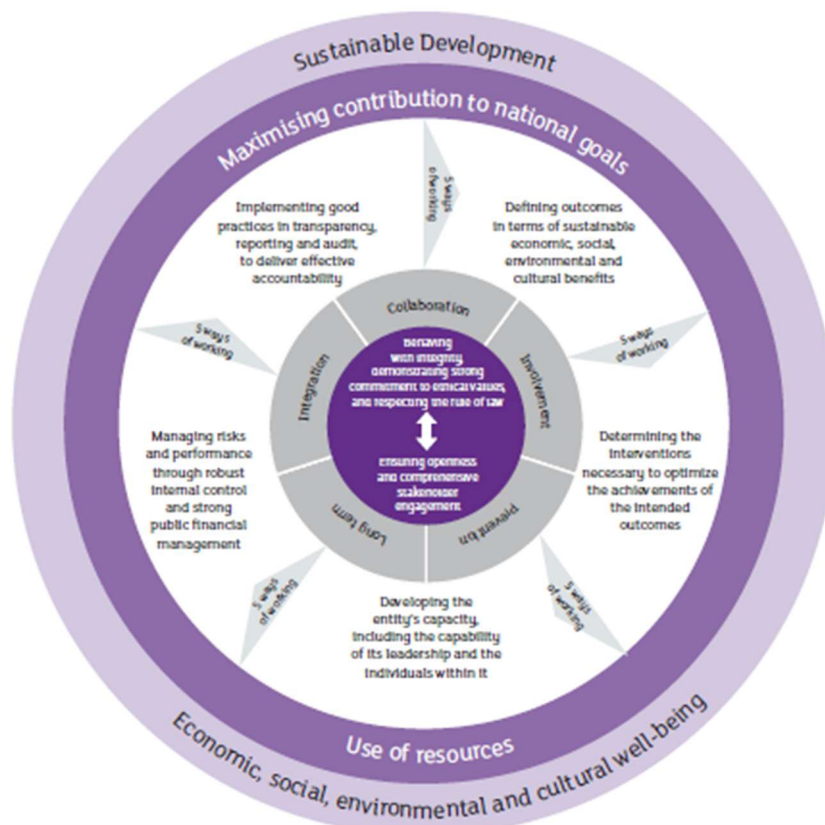 Sustainable Development
Maximising contribution to national goals
5 ways
of working
Implementing good
practices in transparency,
reporting and audit,
to deliver effective
accountability
Defining outcomes
in terms of sustainable
economic, social,
environmental and
cultural benefits
5 ways
of working
5 ways
of working
Collaboration
Integration
Involvement
Behaving
with integrity,
demonstrating strong
commitment to ethical values,
and respecting the rule of law
Ensuring openness
and comprehensive
stakeholder
engagement
Managing risks
and performance
through robust
internal control
and strong
public financial
management
Determining the
interventions
necessary to optimize
the achievements of
the intended
outcomes
Long term
Prevention
5 ways
of working
5 ways
of working
Developing the
entity's capacity,
including the capability
of its leadership and the
individuals within it
Use of resources
Economic, social, environmental and cultural well-being